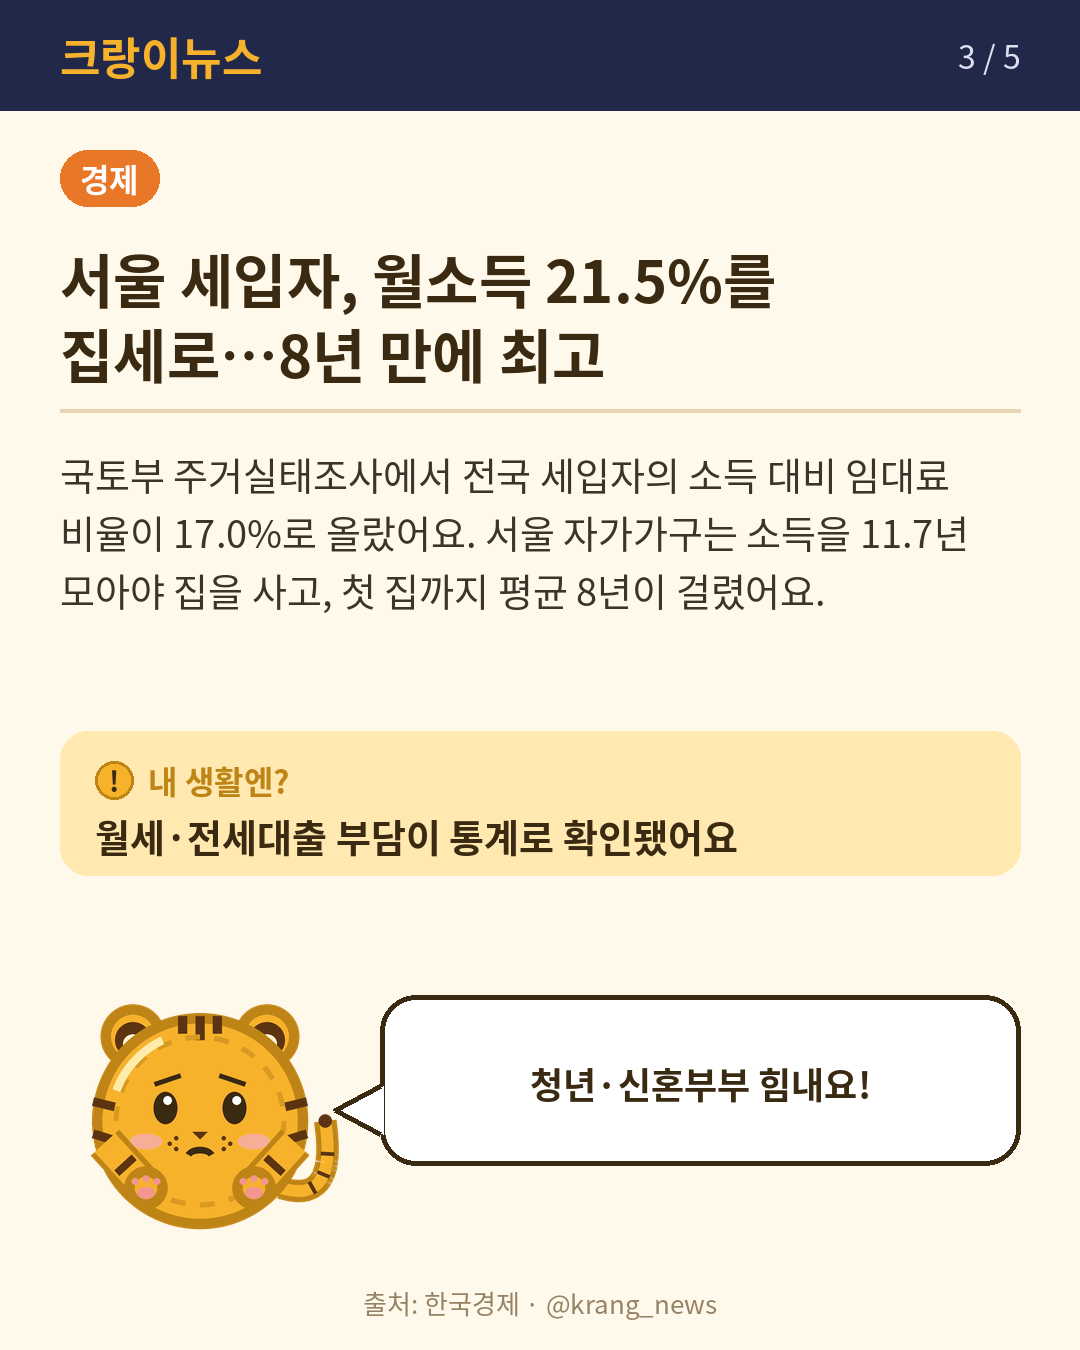 크랑이뉴스
3 / 5
경제
서울 세입자, 월소득 21.5%를
집세로…8년 만에 최고
국토부 주거실태조사에서 전국 세입자의 소득 대비 임대료
비율이 17.0%로 올랐어요. 서울 자가가구는 소득을 11.7년
모아야 집을 사고, 첫 집까지 평균 8년이 걸렸어요.
! 내 생활엔?
월세·전세대출 부담이 통계로 확인됐어요
청년·신혼부부 힘내요!
출처: 한국경제 · @krang_news